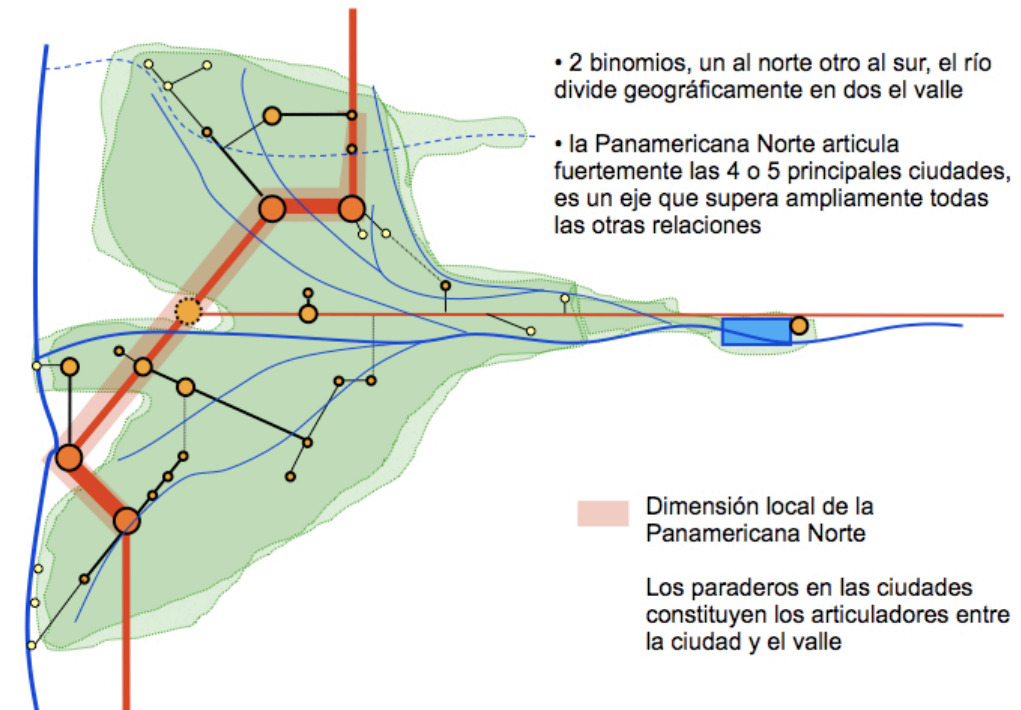 • 2 binomios, un al norte otro al sur, el río
divide geográficamente en dos el valle
• la Panamericana Norte articula
fuertemente las 4 o 5 principales ciudades,
es un eje que supera ampliamente todas
las otras relaciones
Dimensión local de la
Panamericana Norte
Los paraderos en las ciudades
constituyen los articuladores entre
la ciudad y el valle